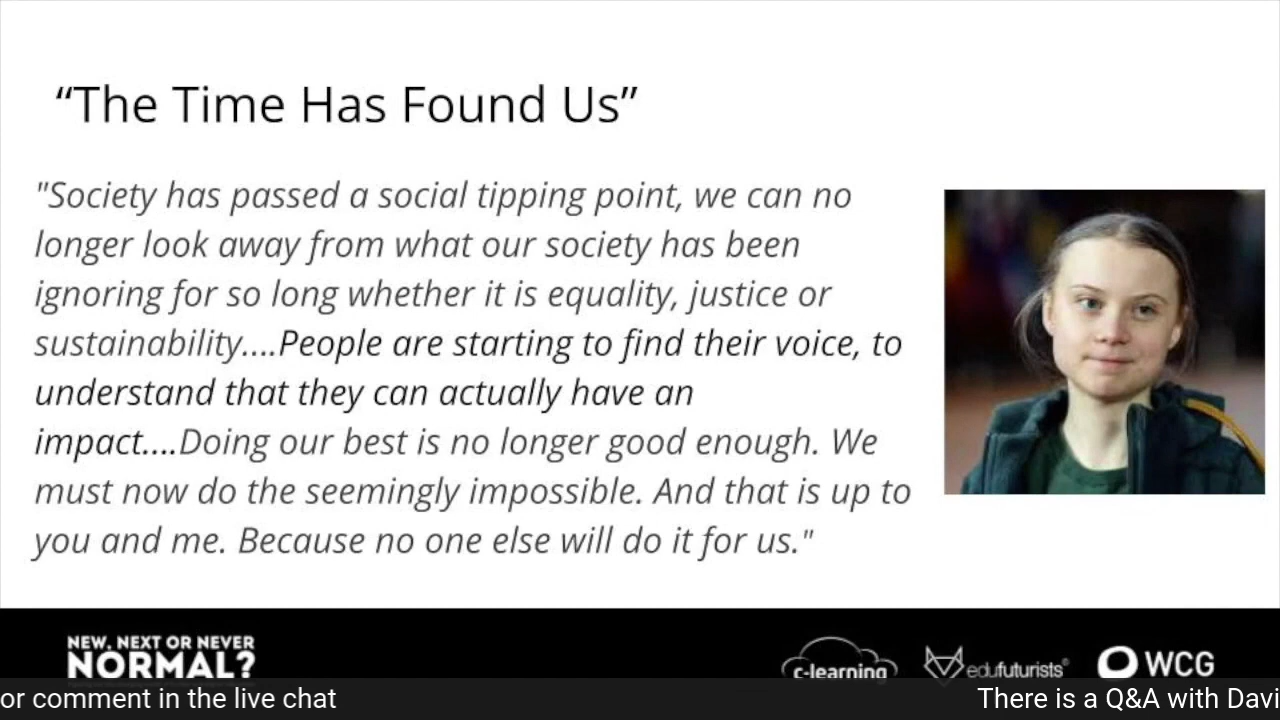 “The Time Has Found Us”
"Society has passed a social tipping point, we can no
longer look away from what our society has been
ignoring for so long whether it is equality, justice or
sustainability....People are starting to find their voice, to
understand that they can actually have an
impact....Doing our best is no longer good enough. We
must now do the seemingly impossible. And that is up to
you and me. Because no one else will do it for us."
NEW, NEXT OR NEVER
NORMAL?
c-learning
edufuturists®
WCG
or comment in the live chat
There is a Q&A with Davi